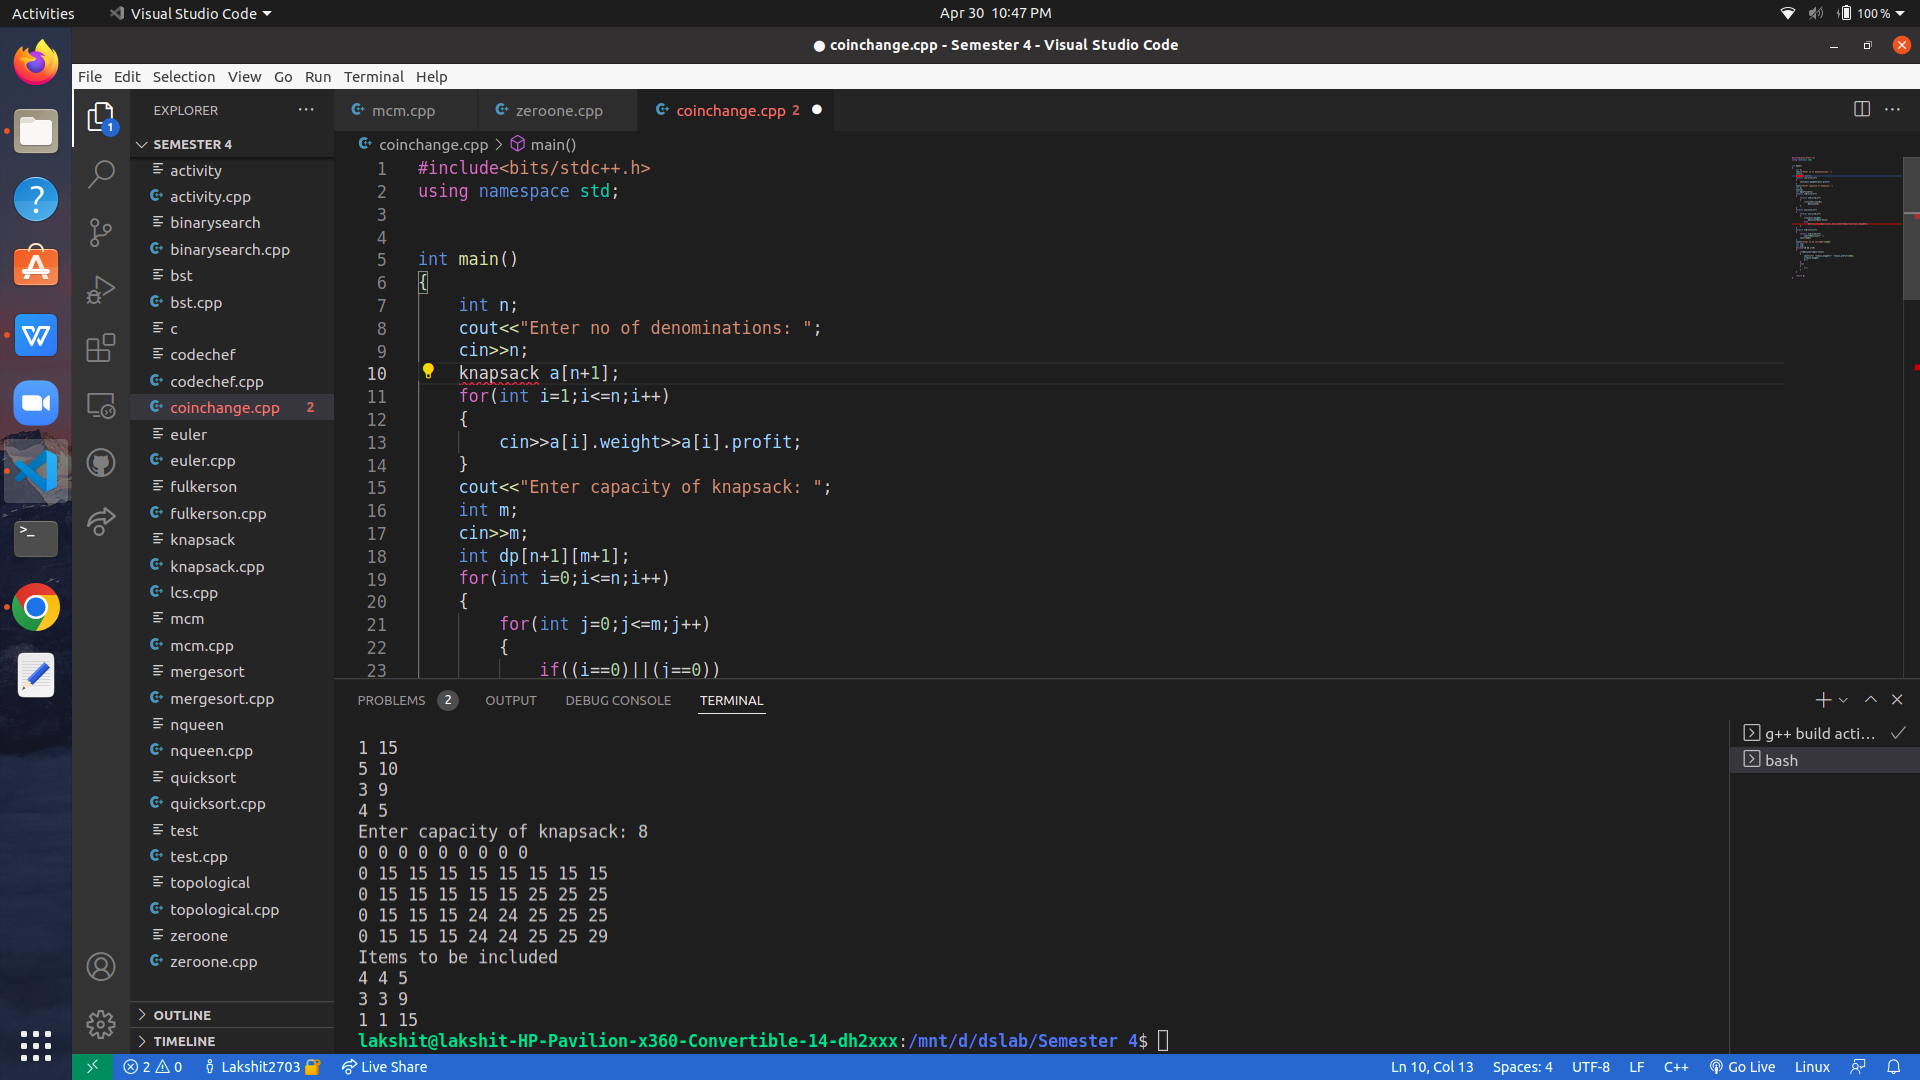 Activities
Visual Studio Code
Apr 30 10:47 PM
100 %
● coinchange.cpp - Semester 4 - Visual Studio Code
File Edit Selection View Go Run Terminal Help
EXPLORER
mcm.cpp
zeroone.cpp
coinchange.cpp 2
1
SEMESTER 4
activity
activity.cpp
binarysearch
binarysearch.cpp
bst
bst.cpp
c
codechef
codechef.cpp
coinchange.cpp 2
euler
euler.cpp
fulkerson
fulkerson.cpp
knapsack
knapsack.cpp
lcs.cpp
mcm
mcm.cpp
mergesort
mergesort.cpp
nqueen
nqueen.cpp
quicksort
quicksort.cpp
test
test.cpp
topological
topological.cpp
zeroone
zeroone.cpp
OUTLINE
TIMELINE
coinchange.cpp > main()
1 #include<bits/stdc++.h>
2 using namespace std;
3
4
5 int main()
6 {
7 int n;
8 cout<<"Enter no of denominations: ";
9 cin>>n;
10 knapsack a[n+1];
11 for(int i=1;i<=n;i++)
12 {
13 cin>>a[i].weight>>a[i].profit;
14 }
15 cout<<"Enter capacity of knapsack: ";
16 int m;
17 cin>>m;
18 int dp[n+1][m+1];
19 for(int i=0;i<=n;i++)
20 {
21 for(int j=0;j<=m;j++)
22 {
23 if((i==0)||(j==0))
PROBLEMS 2 OUTPUT DEBUG CONSOLE TERMINAL
1 15
5 10
3 9
4 5
Enter capacity of knapsack: 8
0 0 0 0 0 0 0 0 0
0 15 15 15 15 15 15 15 15
0 15 15 15 15 15 25 25 25
0 15 15 15 24 24 25 25 25
0 15 15 15 24 24 25 25 29
Items to be included
4 4 5
3 3 9
1 1 15
lakshit@lakshit-HP-Pavilion-x360-Convertible-14-dh2xxx:/mnt/d/dslab/Semester 4$
g++ build acti...
bash
2 0 Lakshit2703 Live Share
Ln 10, Col 13 Spaces: 4 UTF-8 LF C++ Go Live Linux